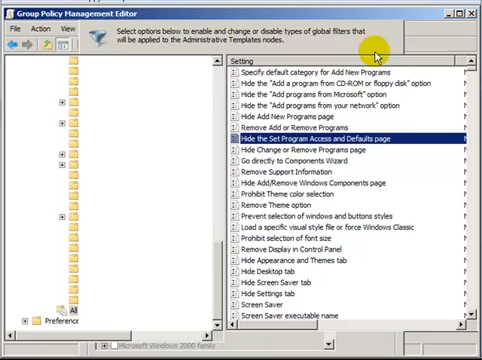 Group Policy Management Editor
File Action View
Select options below to enable and change or disable types of global filters that
will be applied to the Administrative Templates nodes.
Setting
Specify default category for Add New Programs
Hide the "Add a program from CD-ROM or floppy disk" option
Hide the "Add programs from Microsoft" option
Hide the "Add programs from your network" option
Hide Add New Programs page
Remove Add or Remove Programs
Hide the Set Program Access and Defaults page
Hide Change or Remove Programs page
Go directly to Components Wizard
Remove Support Information
Hide Add/Remove Windows Components page
Prohibit Theme color selection
Remove Theme option
Prevent selection of windows and buttons styles
Load a specific visual style file or force Windows Classic
Prohibit selection of font size
Remove Display in Control Panel
Hide Appearance and Themes tab
Hide Desktop tab
Hide Screen Saver tab
Hide Settings tab
Screen Saver
Screen Saver executable name
All
Preference
Microsoft Windows 2000 family